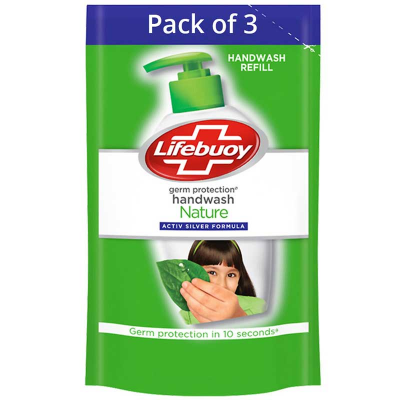 Pack of 3
HANDWASH
REFILL
Lifebuoy
germ protection*
handwash
Nature
ACTIV SILVER FORMULA
Germ protection in 10 seconds*